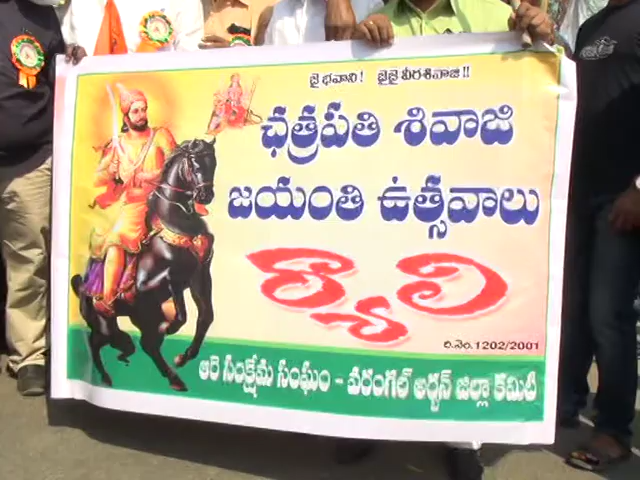 జై భవాని! జైజై వీరశివాజి!!
ఛత్రపతి శివాజి
జయంతి ఉత్సవాలు
ర్యాలి
రి.నెం.1202/2001
ఆరె సంక్షేమ సంఘం - వరంగల్ అర్బన్ జిల్లా కమిటి